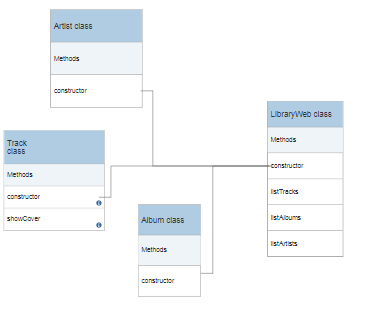 Artist class
Methods
constructor
Track
class
Methods
constructor
showCover
Album class
Methods
constructor
LibraryWeb class
Methods
constructor
listTracks
listAlbums
listArtists